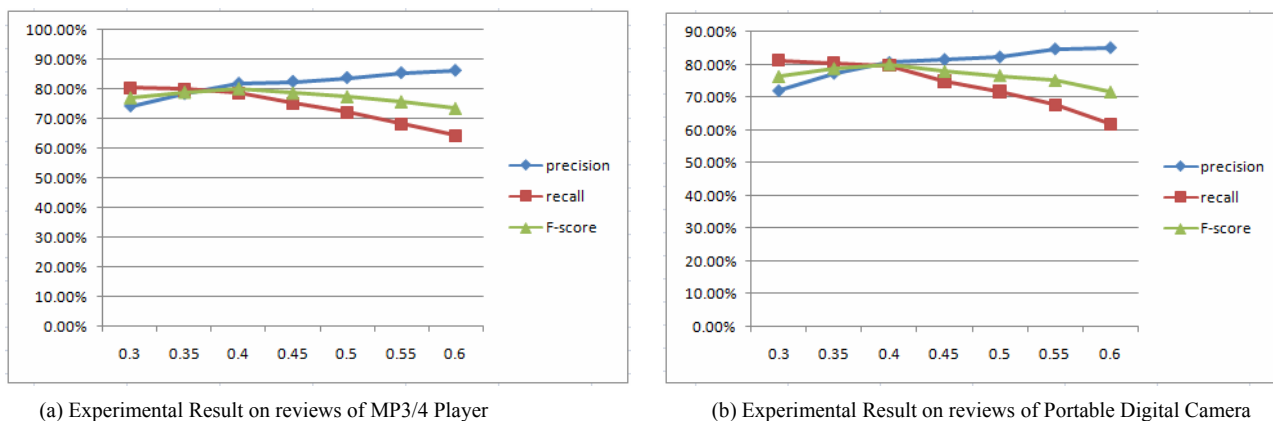 100.00%
90.00%
80.00%
70.00%
60.00%
50.00%
40.00%
30.00%
20.00%
10.00%
0.00%
0.3 0.35 0.4 0.45 0.5 0.55 0.6
precision
recall
F-score
(a) Experimental Result on reviews of MP3/4 Player
90.00%
80.00%
70.00%
60.00%
50.00%
40.00%
30.00%
20.00%
10.00%
0.00%
0.3 0.35 0.4 0.45 0.5 0.55 0.6
precision
recall
F-score
(b) Experimental Result on reviews of Portable Digital Camera